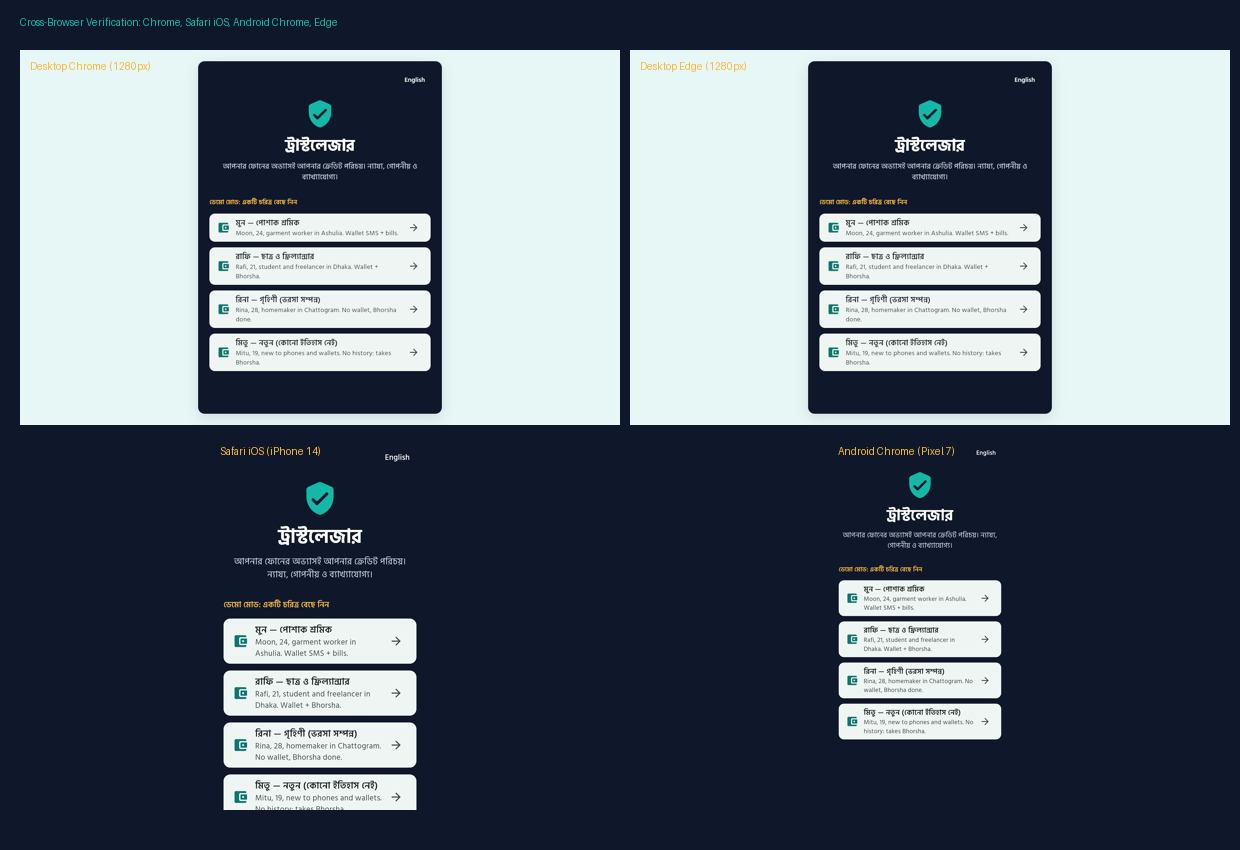 Cross-Browser Verification: Chrome, Safari iOS, Android Chrome, Edge
Desktop Chrome (1280px)
English
ট্রাস্টলেজার
আপনার ফোনের অভ্যাসই আপনার ক্রেডিট পরিচয়। ন্যায্য, গোপনীয় ও
ব্যাখ্যাযোগ্য।
ডেমো মোড: একটি চরিত্র বেছে নিন
মুন — পোশাক শ্রমিক
Moon, 24, garment worker in Ashulia. Wallet SMS + bills.
রাফি — ছাত্র ও ফ্রিল্যান্সার
Rafi, 21, student and freelancer in Dhaka. Wallet +
Bhorsha.
রিনা — গৃহিণী (ভরসা সম্পন্ন)
Rina, 28, homemaker in Chattogram. No wallet, Bhorsha
done.
মিতু — নতুন (কোনো ইতিহাস নেই)
Mitu, 19, new to phones and wallets. No history: takes
Bhorsha.
Desktop Edge (1280px)
English
ট্রাস্টলেজার
আপনার ফোনের অভ্যাসই আপনার ক্রেডিট পরিচয়। ন্যায্য, গোপনীয় ও
ব্যাখ্যাযোগ্য।
ডেমো মোড: একটি চরিত্র বেছে নিন
মুন — পোশাক শ্রমিক
Moon, 24, garment worker in Ashulia. Wallet SMS + bills.
রাফি — ছাত্র ও ফ্রিল্যান্সার
Rafi, 21, student and freelancer in Dhaka. Wallet +
Bhorsha.
রিনা — গৃহিণী (ভরসা সম্পন্ন)
Rina, 28, homemaker in Chattogram. No wallet, Bhorsha
done.
মিতু — নতুন (কোনো ইতিহাস নেই)
Mitu, 19, new to phones and wallets. No history: takes
Bhorsha.
Safari iOS (iPhone 14)
English
ট্রাস্টলেজার
আপনার ফোনের অভ্যাসই আপনার ক্রেডিট পরিচয়।
ন্যায্য, গোপনীয় ও ব্যাখ্যাযোগ্য।
ডেমো মোড: একটি চরিত্র বেছে নিন
মুন — পোশাক শ্রমিক
Moon, 24, garment worker in
Ashulia. Wallet SMS + bills.
রাফি — ছাত্র ও ফ্রিল্যান্সার
Rafi, 21, student and freelancer in
Dhaka. Wallet + Bhorsha.
রিনা — গৃহিণী (ভরসা সম্পন্ন)
Rina, 28, homemaker in Chattogram.
No wallet, Bhorsha done.
মিতু — নতুন (কোনো ইতিহাস নেই)
Mitu, 19, new to phones and wallets.
No history: takes Bhorsha.
Android Chrome (Pixel 7)
English
ট্রাস্টলেজার
আপনার ফোনের অভ্যাসই আপনার ক্রেডিট পরিচয়। ন্যায্য,
গোপনীয় ও ব্যাখ্যাযোগ্য।
ডেমো মোড: একটি চরিত্র বেছে নিন
মুন — পোশাক শ্রমিক
Moon, 24, garment worker in Ashulia.
Wallet SMS + bills.
রাফি — ছাত্র ও ফ্রিল্যান্সার
Rafi, 21, student and freelancer in
Dhaka. Wallet + Bhorsha.
রিনা — গৃহিণী (ভরসা সম্পন্ন)
Rina, 28, homemaker in Chattogram. No
wallet, Bhorsha done.
মিতু — নতুন (কোনো ইতিহাস নেই)
Mitu, 19, new to phones and wallets. No
history: takes Bhorsha.